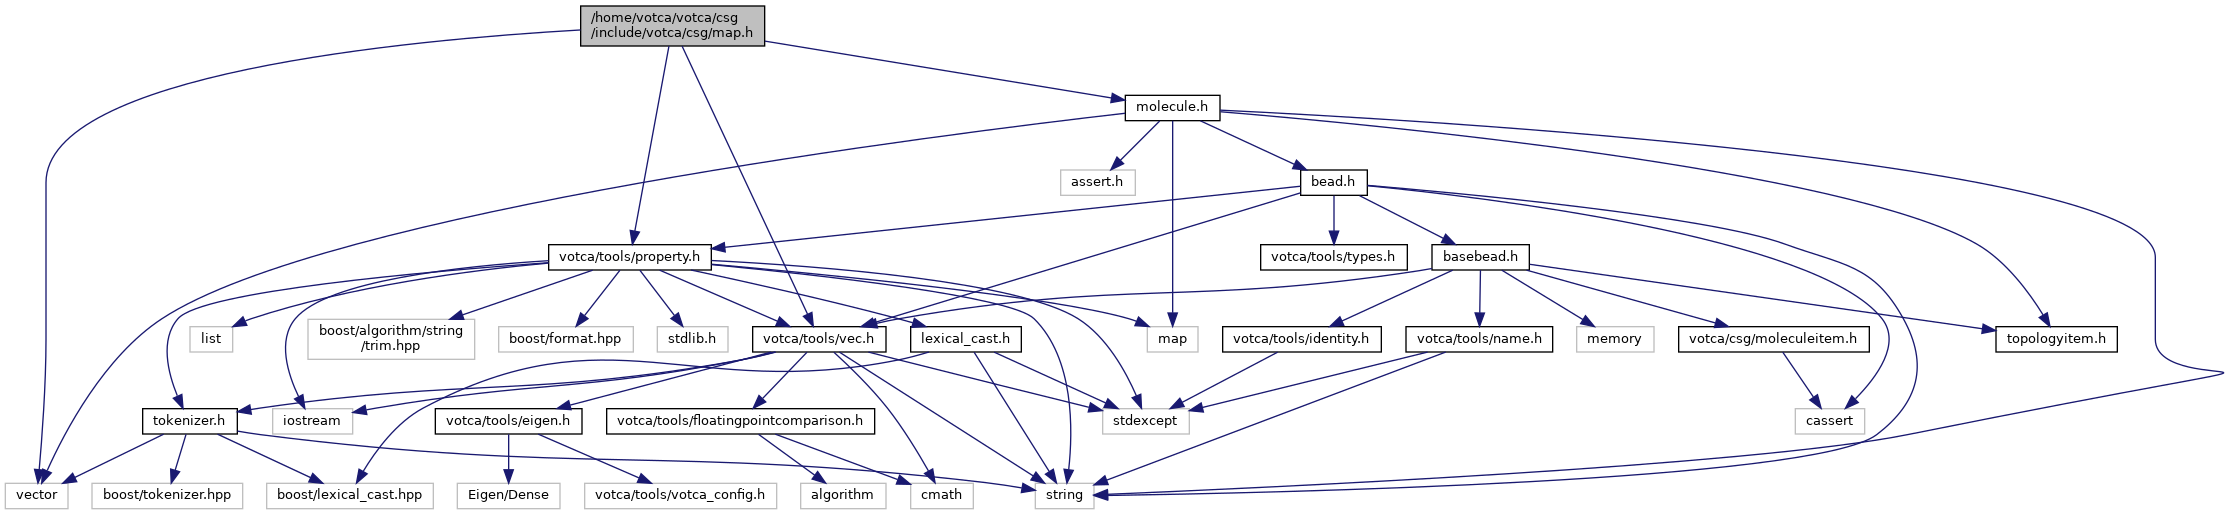 /home/votca/votca/csg
/include/votca/csg/map.h
molecule.h
assert.h
bead.h
votca/tools/property.h
votca/tools/types.h
basebead.h
list
boost/algorithm/string
/trim.hpp
boost/format.hpp
stdlib.h
votca/tools/vec.h
lexical_cast.h
map
votca/tools/identity.h
votca/tools/name.h
memory
votca/csg/moleculeitem.h
topologyitem.h
tokenizer.h
iostream
votca/tools/eigen.h
votca/tools/floatingpointcomparison.h
stdexcept
cassert
vector
boost/tokenizer.hpp
boost/lexical_cast.hpp
Eigen/Dense
votca/tools/votca_config.h
algorithm
cmath
string